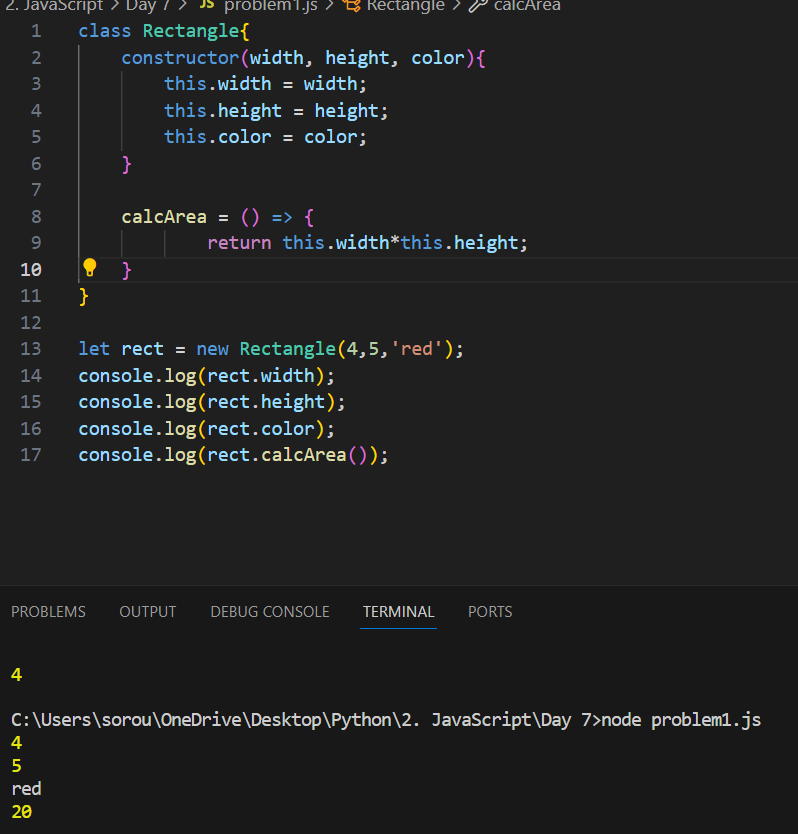 2. JavaScript > Day 7 > JS problem1.js > Rectangle > calcArea
1 class Rectangle{
2     constructor(width, height, color){
3         this.width = width;
4         this.height = height;
5         this.color = color;
6     }
7
8     calcArea = () => {
9             return this.width*this.height;
10     }
11 }
12
13 let rect = new Rectangle(4,5,'red');
14 console.log(rect.width);
15 console.log(rect.height);
16 console.log(rect.color);
17 console.log(rect.calcArea());
PROBLEMS OUTPUT DEBUG CONSOLE TERMINAL PORTS
4
C:\Users\sorou\OneDrive\Desktop\Python\2. JavaScript\Day 7>node problem1.js
4
5
red
20